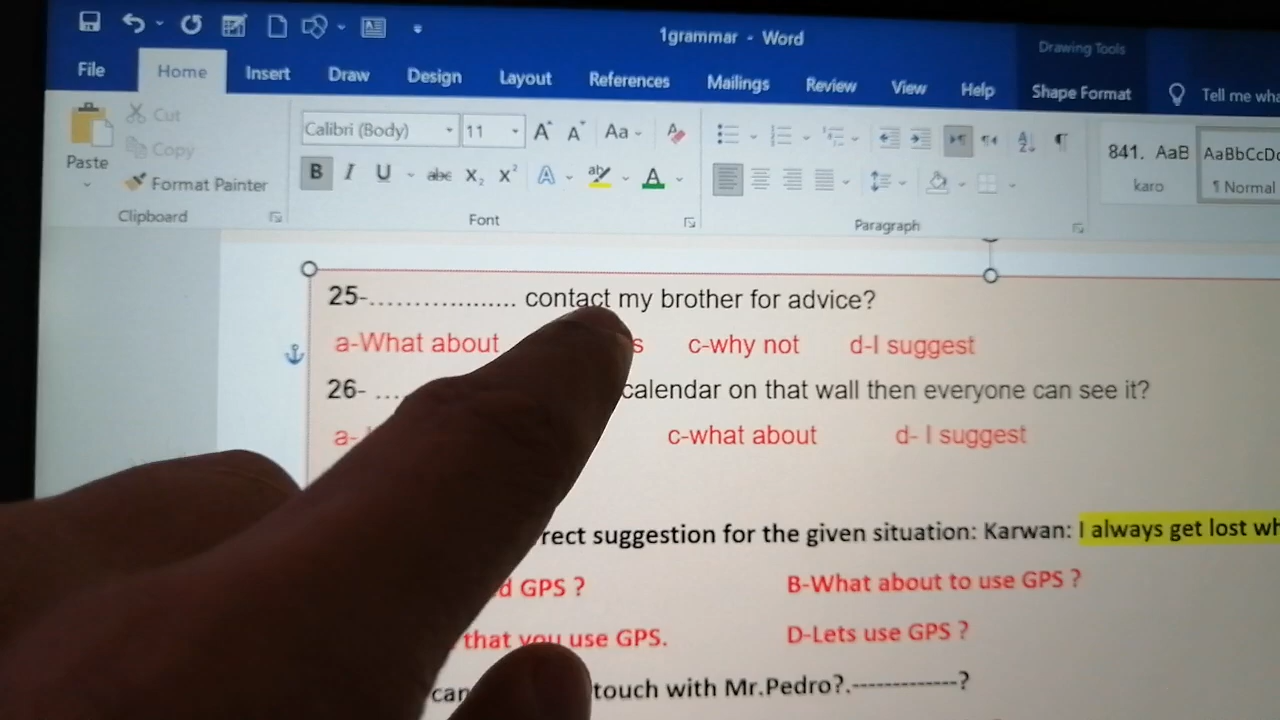 1grammar - Word
Drawing Tools
File Home Insert Draw Design Layout References Mailings Review View Help Shape Format Tell me
Paste
Cut
Copy
Format Painter
Calibri (Body) 11
841. AaB
karo
AaBbCcDc
¶ Normal
Clipboard Font Paragraph
25-.................. contact my brother for advice?
a-What about s c-why not d-I suggest
26- ... calendar on that wall then everyone can see it?
a- c-what about d- I suggest
suggestion for the given situation: Karwan: I always get lost
GPS ? B-What about to use GPS ?
that you use GPS. D-Lets use GPS ?
can touch with Mr.Pedro?.-------------?